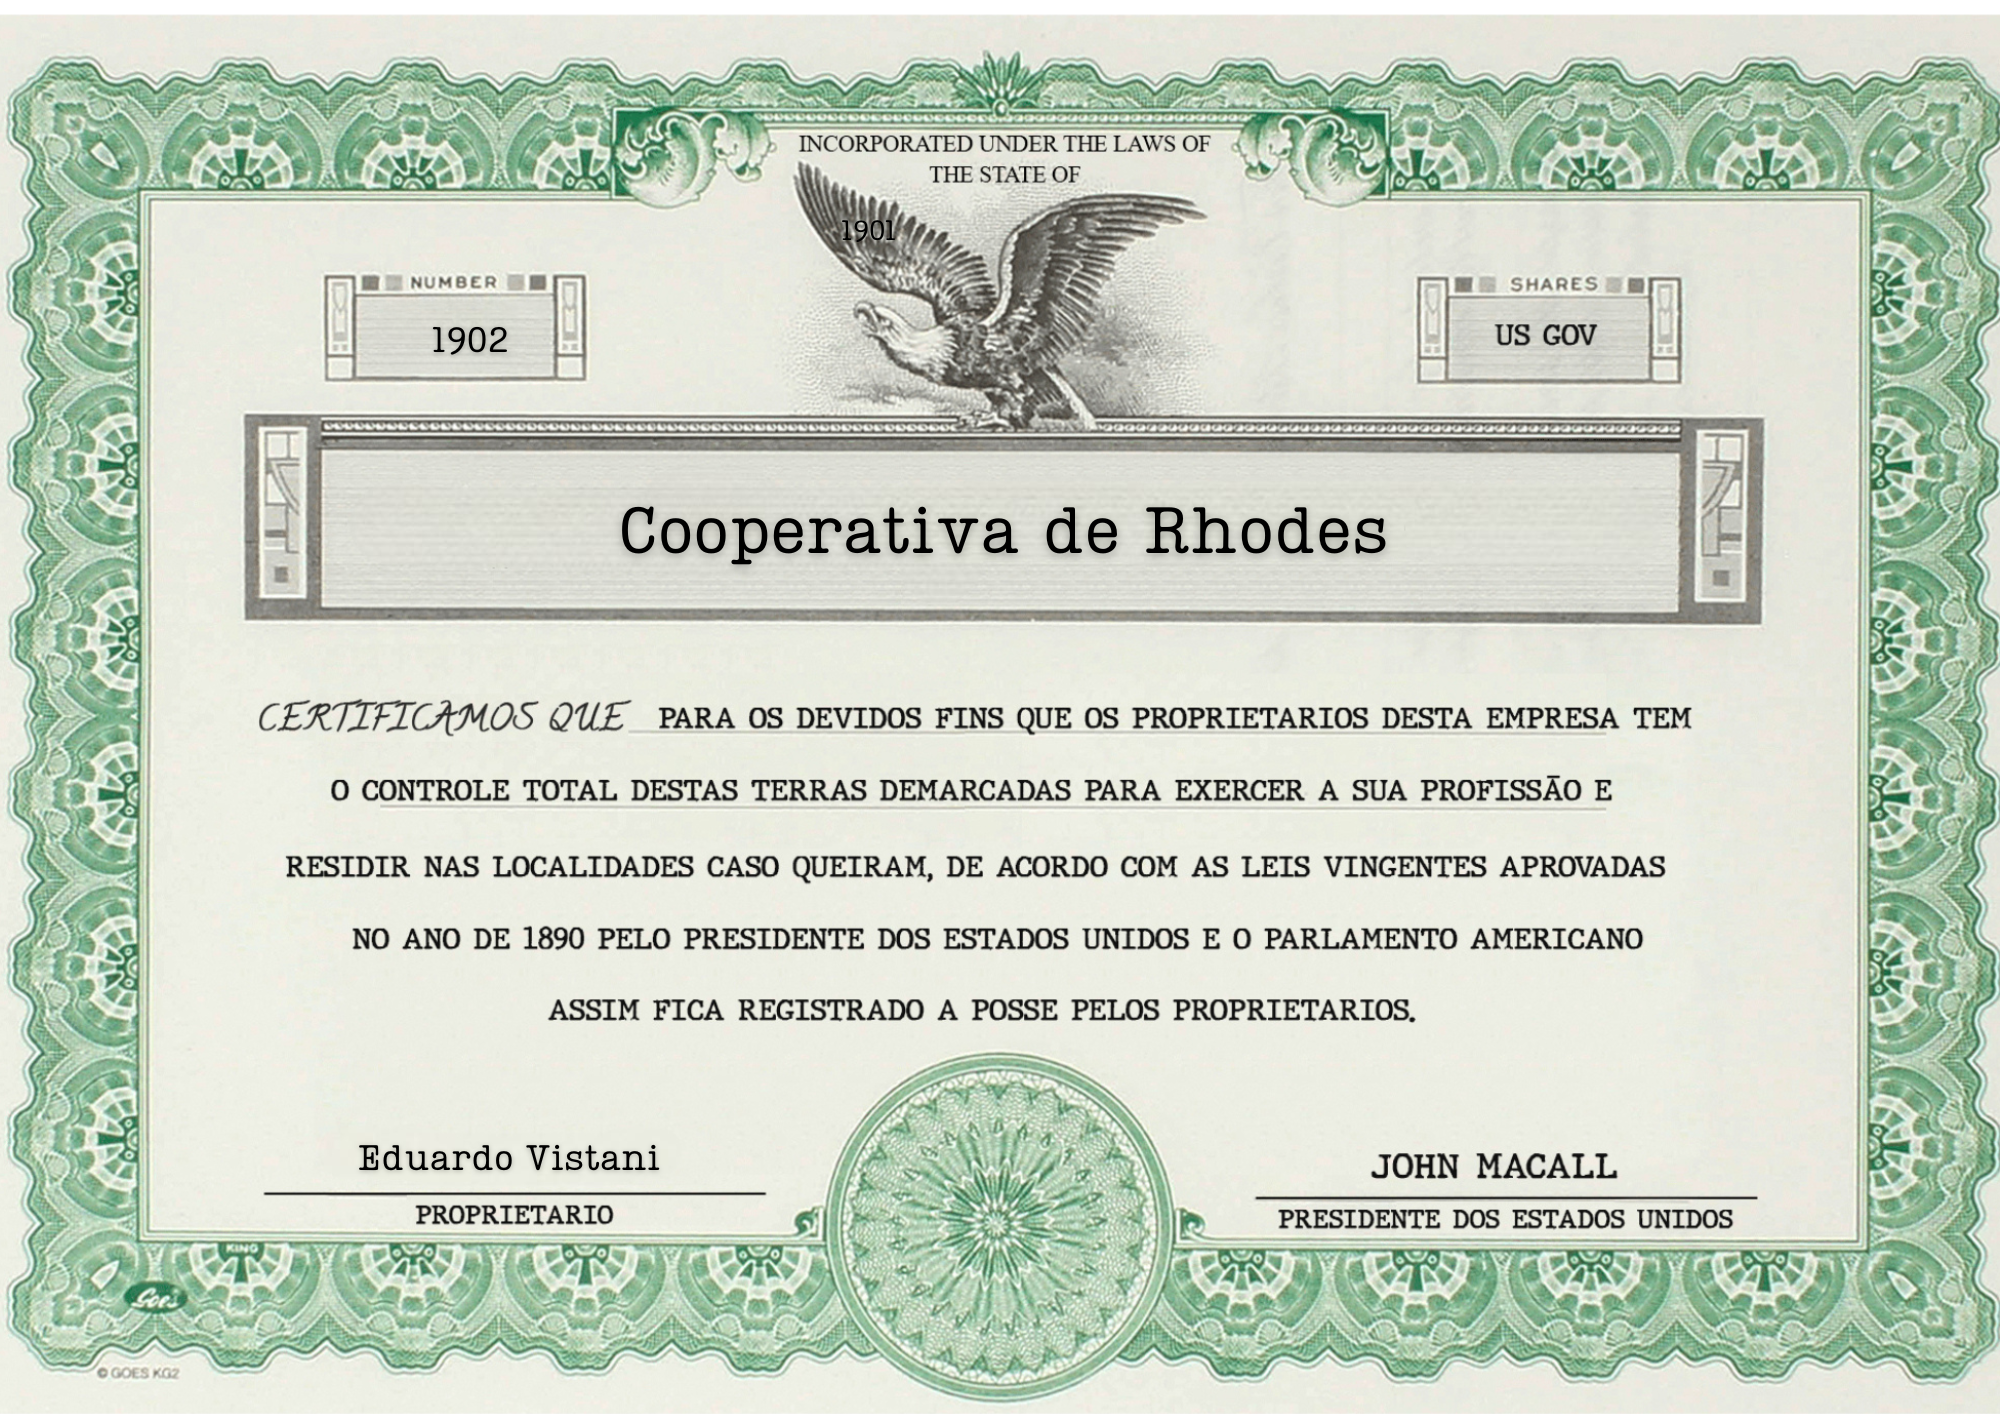 INCORPORATED UNDER THE LAWS OF
THE STATE OF
1901
NUMBER
1902
SHARES
US GOV
Cooperativa de Rhodes
CERTIFICAMOS QUE PARA OS DEVIDOS FINS QUE OS PROPRIETARIOS DESTA EMPRESA TEM
O CONTROLE TOTAL DESTAS TERRAS DEMARCADAS PARA EXERCER A SUA PROFISSÃO E
RESIDIR NAS LOCALIDADES CASO QUEIRAM, DE ACORDO COM AS LEIS VINGENTES APROVADAS
NO ANO DE 1890 PELO PRESIDENTE DOS ESTADOS UNIDOS E O PARLAMENTO AMERICANO
ASSIM FICA REGISTRADO A POSSE PELOS PROPRIETARIOS.
Eduardo Vistani
PROPRIETARIO
JOHN MACALL
PRESIDENTE DOS ESTADOS UNIDOS
KING
Goes
© GOES KG2